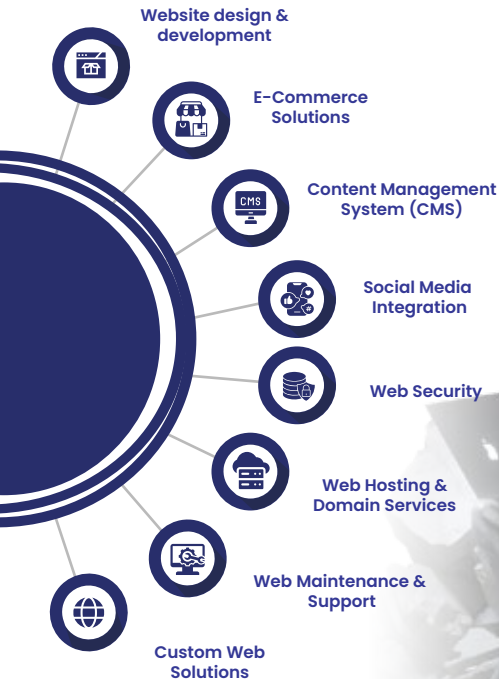 Website design &
development
E-Commerce
Solutions
CMS
Content Management
System (CMS)
Social Media
Integration
Web Security
Web Hosting &
Domain Services
Web Maintenance &
Support
Custom Web
Solutions